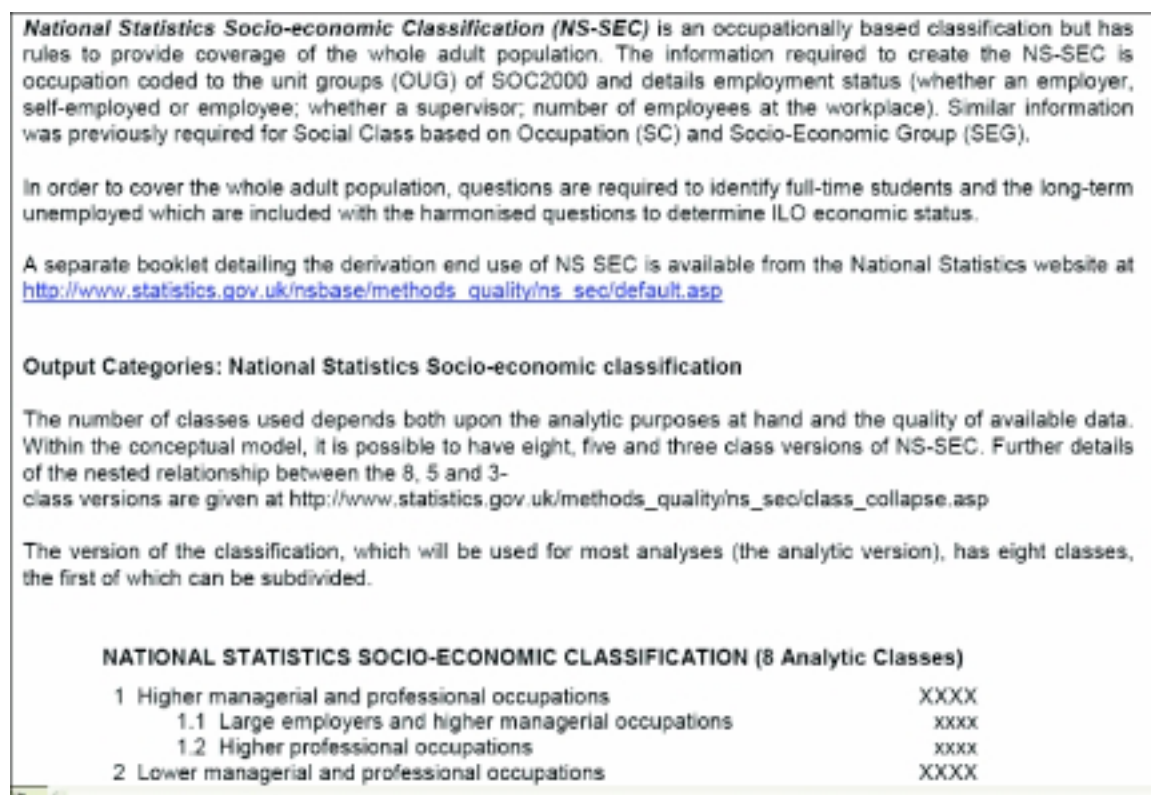 National Statistics Socio-economic Classification (NS-SEC) is an occupationally based classification but has
rules to provide coverage of the whole adult population. The information required to create the NS-SEC is
occupation coded to the unit groups (OUG) of SOC2000 and details employment status (whether an employer,
self-employed or employee; whether a supervisor; number of employees at the workplace). Similar information
was previously required for Social Class based on Occupation (SC) and Socio-Economic Group (SEG).
In order to cover the whole adult population, questions are required to identify full-time students and the long-term
unemployed which are included with the harmonised questions to determine ILO economic status.
A separate booklet detailing the derivation end use of NS SEC is available from the National Statistics website at
http://www.statistics.gov.uk/nsbase/methods_quality/ns_sec/default.asp
Output Categories: National Statistics Socio-economic classification
The number of classes used depends both upon the analytic purposes at hand and the quality of available data.
Within the conceptual model, it is possible to have eight, five and three class versions of NS-SEC. Further details
of the nested relationship between the 8, 5 and 3-
class versions are given at http://www.statistics.gov.uk/methods_quality/ns_sec/class_collapse.asp
The version of the classification, which will be used for most analyses (the analytic version), has eight classes,
the first of which can be subdivided.
NATIONAL STATISTICS SOCIO-ECONOMIC CLASSIFICATION (8 Analytic Classes)
1 Higher managerial and professional occupations XXXX
1.1 Large employers and higher managerial occupations xxxx
1.2 Higher professional occupations xxxx
2 Lower managerial and professional occupations XXXX